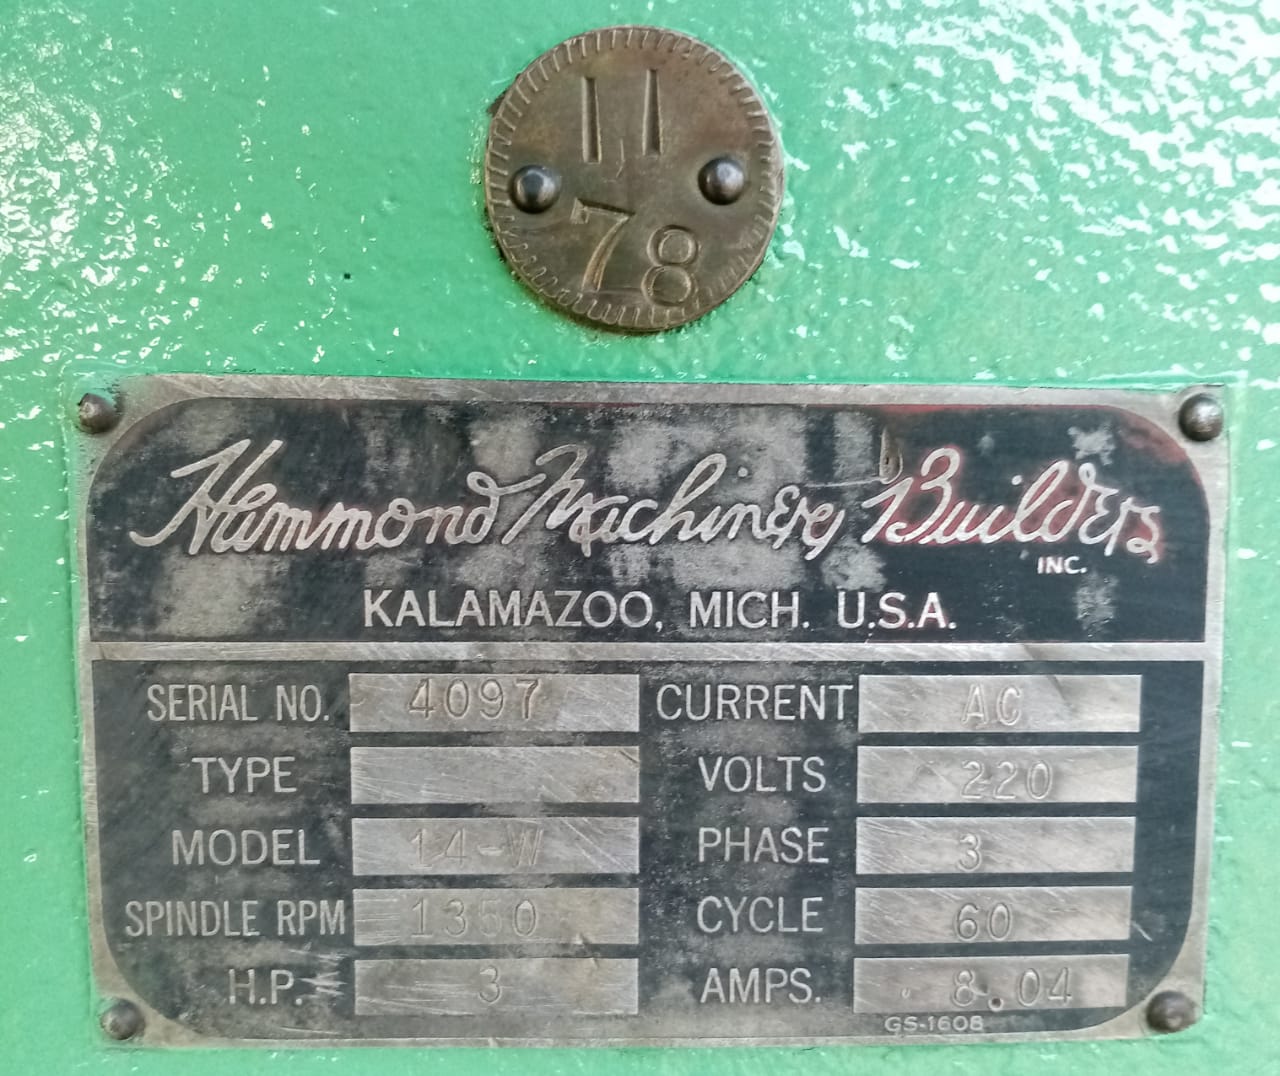 11
78
Hammond Machinery Builders
INC.
KALAMAZOO, MICH. U.S.A.
SERIAL NO. 4097 CURRENT AC
TYPE VOLTS 220
MODEL 14-W PHASE 3
SPINDLE RPM 1350 CYCLE 60
H.P. 3 AMPS. 8.04
GS-1608